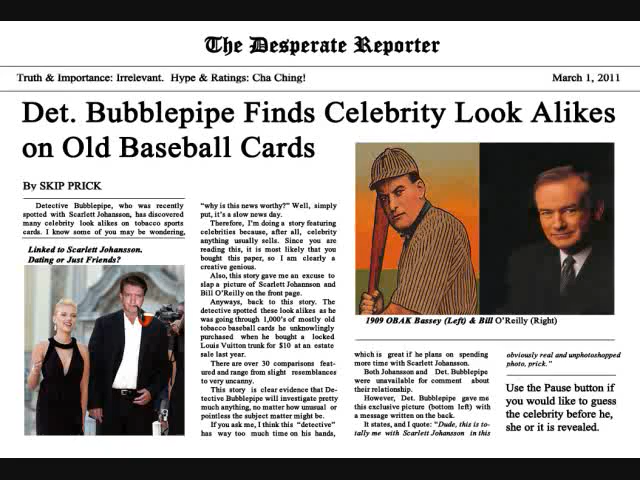 The Desperate Reporter
Truth & Importance: Irrelevant. Hype & Ratings: Cha Ching!
March 1, 2011
Det. Bubblepipe Finds Celebrity Look Alikes
on Old Baseball Cards
By SKIP PRICK
Detective Bubblepipe, who was recently
spotted with Scarlett Johansson, has discovered
many celebrity look alikes on tobacco sports
cards. I know some of you may be wondering,
Linked to Scarlett Johansson.
Dating or Just Friends?
"why is this news worthy?" Well, simply
put, it's a slow news day.
Therefore, I'm doing a story featuring
celebrities because, after all, celebrity
anything usually sells. Since you are
reading this, it is most likely that you
bought this paper, so I am clearly a
creative genious.
Also, this story gave me an excuse to
slap a picture of Scarlett Johannson and
Bill O'Reilly on the front page.
Anyways, back to this story. The
detective spotted these look alikes as he
was going through 1,000's of mostly old
tobacco baseball cards he unknowlingly
purchased when he bought a locked
Louis Vuitton trunk for $10 at an estate
sale last year.
There are over 30 comparisons feat-
ured and range from slight resemblances
to very uncanny.
This story is clear evidence that De-
tective Bubblepipe will investigate pretty
much anything, no matter how unusual or
pointless the subject matter might be.
If you ask me, I think this "detective"
has way too much time on his hands,
1909 OBAK Bassey (Left) & Bill O'Reilly (Right)
which is great if he plans on spending
more time with Scarlett Johansson.
Both Johansson and Det. Bubblepipe
were unavailable for comment about
their relationship.
However, Det. Bubblepipe gave me
this exclusive picture (bottom left) with
a message written on the back.
It states, and I quote: "Dude, this is to-
tally me with Scarlett Johansson in this
obviously real and unphotoshopped
photo, prick."
Use the Pause button if
you would like to guess
the celebrity before he,
she or it is revealed.